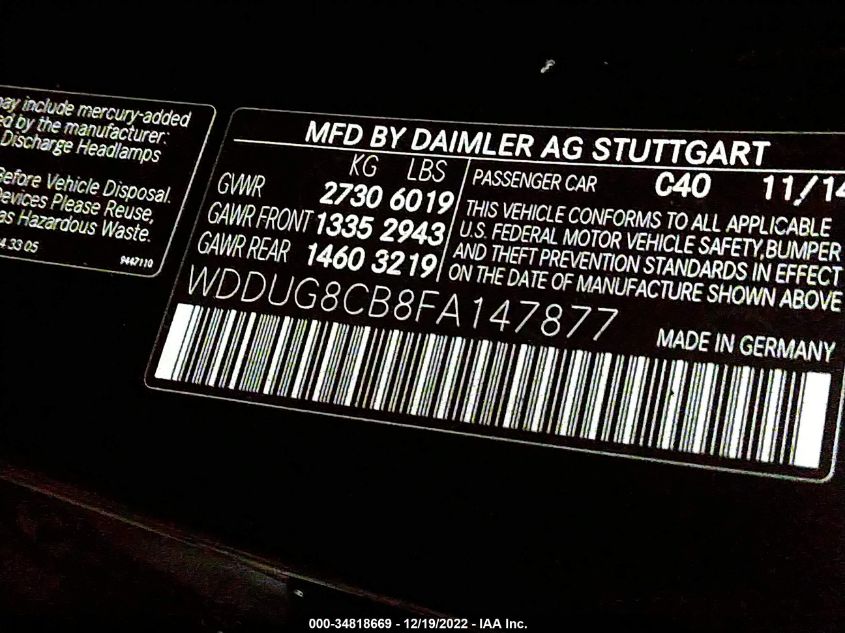 may include mercury-added
ed by the manufacturer:
Discharge Headlamps
Before Vehicle Disposal.
Devices Please Reuse,
as Hazardous Waste.
4.33 05
9447110
MFD BY DAIMLER AG STUTTGART
KG LBS
GVWR 2730 6019
GAWR FRONT 1335 2943
GAWR REAR 1460 3219
PASSENGER CAR C40 11/14
THIS VEHICLE CONFORMS TO ALL APPLICABLE
U.S. FEDERAL MOTOR VEHICLE SAFETY,BUMPER
AND THEFT PREVENTION STANDARDS IN EFFECT
ON THE DATE OF MANUFACTURE SHOWN ABOVE
WDDUG8CB8FA147877
MADE IN GERMANY
000-34818669 - 12/19/2022 - IAA Inc.